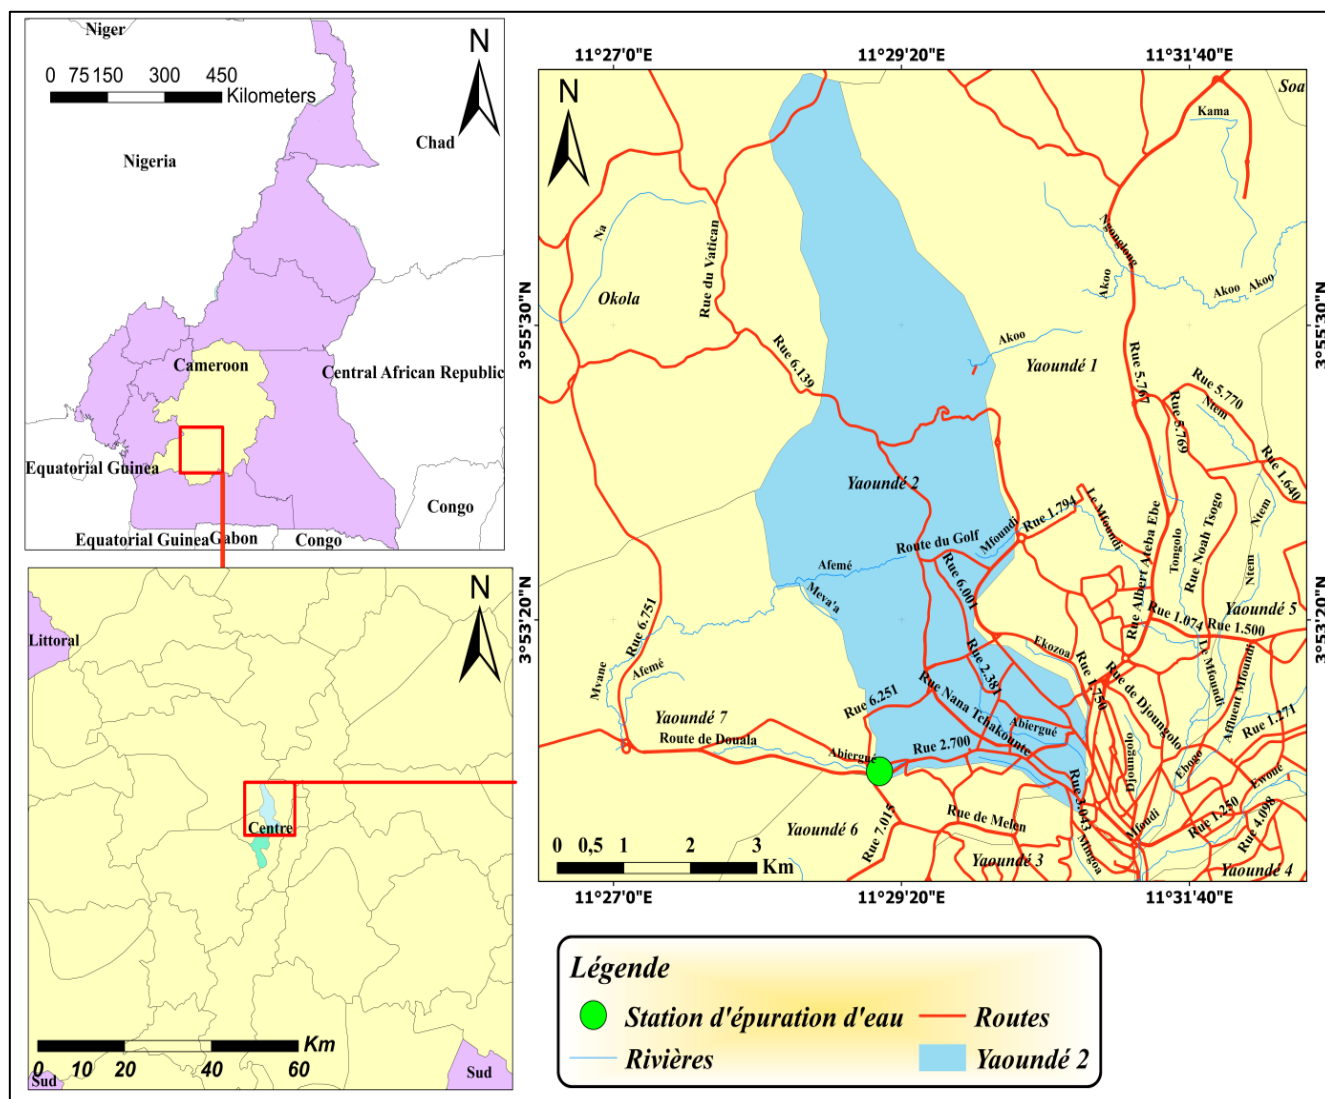 Niger
N
0 75 150 300 450
Kilometers
Chad
Nigeria
Cameroon
Central African Republic
Equatorial Guinea
Congo
Equatorial Guinea
Gabon
Congo
N
Littoral
Centre
Km
0 10 20 40 60
Sud
Sud
11°27'0"E 11°29'20"E 11°31'40"E
3°55'30"N
3°53'20"N
3°55'30"N
3°53'20"N
N
Soa
Kama
Na
Rue du Vatican
Ngonglong
Akoo
Akoo
Akoo
Okola
Akoo
Rue 6.139
Yaoundé 1
Rue 5.767
Rue 5.770
Ntem
Rue 5.769
Rue 1.640
Yaoundé 2
Le Mfoundi
Rue 1.794
Ntem
Rue Noah Tsogo
Route du Golf
Mfoundi
Rue Albert Ateba Ebe
Tongolo
Ntem
Afemé
Meva'a
Rue 6.001
Rue 6.751
Yaoundé 5
Rue 1.074
Rue 1.500
Ekozoa
Mvane
Afemé
Rue 2.381
Rue 1.750
Le Mfoundi
Rue de Djoungolo
Affluent Mfoundi
Rue 6.251
Rue Nana Tchakounte
Yaoundé 7
Abiergué
Rue 1.271
Route de Douala
Abiergué
Rue 2.700
Djoungolo
Ebogo
Ewoué
Rue 3.043
Mfoudi
Rue 1.250
Rue 4.098
Yaoundé 6
Rue 7.015
Rue de Melen
Mingoa
Yaoundé 3
Yaoundé 4
0 0,5 1 2 3
Km
11°27'0"E 11°29'20"E 11°31'40"E
Légende
Station d'épuration d'eau
Routes
Rivières
Yaoundé 2